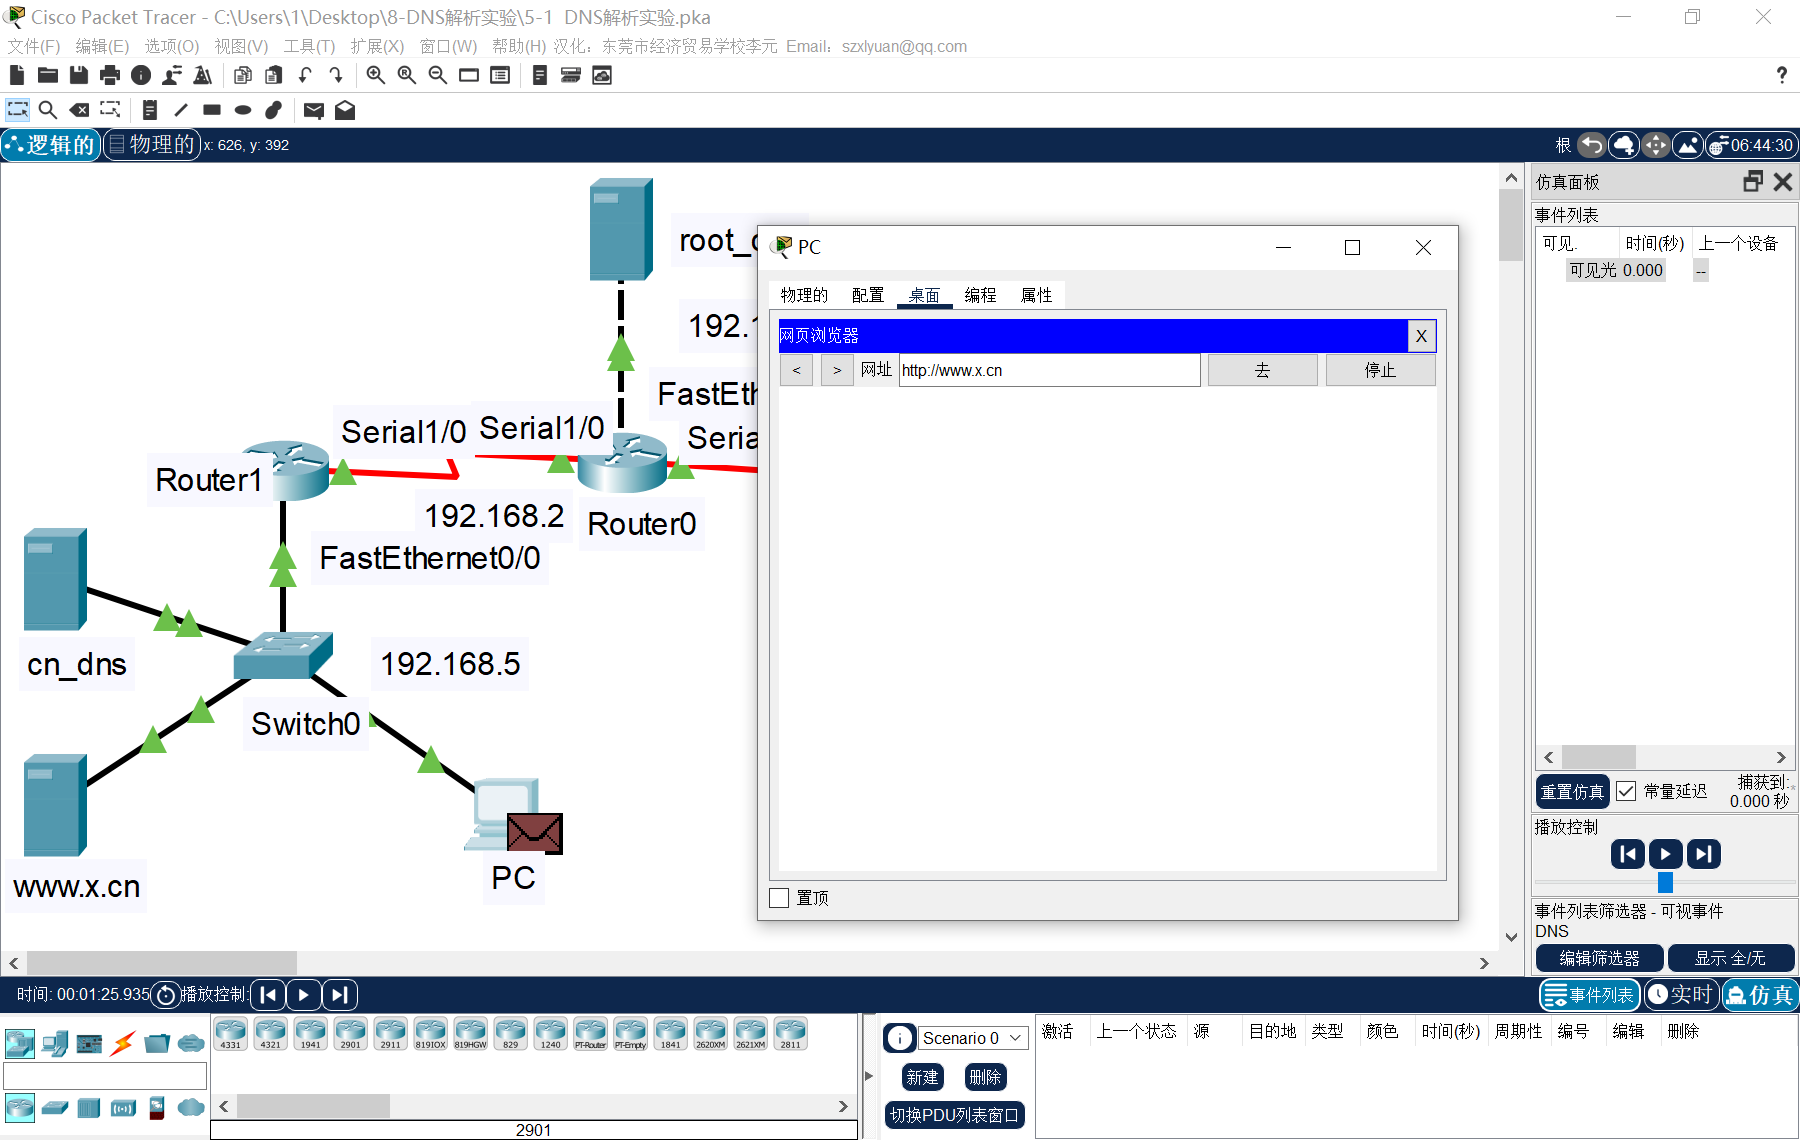 Cisco Packet Tracer - C:\Users\1\Desktop\8-DNS解析实验\5-1  DNS解析实验.pka
文件(F) 编辑(E) 选项(O) 视图(V) 工具(T) 扩展(X) 窗口(W) 帮助(H) 汉化：东莞市经济贸易学校李元 Email：szxlyuan@qq.com
?
逻辑的 物理的 x: 626, y: 392 根 06:44:30
root_
192.1
FastEt
Serial1/0 Serial1/0 Seria
Router1
192.168.2 Router0
FastEthernet0/0
cn_dns 192.168.5
Switch0
www.x.cn PC
PC
物理的 配置 桌面 编程 属性
网页浏览器 X
< > 网址 http://www.x.cn 去 停止
置顶
仿真面板
事件列表
可见. 时间(秒) 上一个设备
可见光 0.000 --
重置仿真 常量延迟 捕获到:*
0.000 秒
播放控制
事件列表筛选器 - 可视事件
DNS
编辑筛选器 显示 全/无
时间: 00:01:25.935 播放控制: 事件列表 实时 仿真
4331 4321 1941 2901 2911 819IOX 819HGW 829 1240 PT-Router PT-Empty 1841 2620XM 2621XM 2811
2901
i Scenario 0
新建 删除
切换PDU列表窗口
激活 上一个状态 源 目的地 类型 颜色 时间(秒) 周期性 编号 编辑 删除